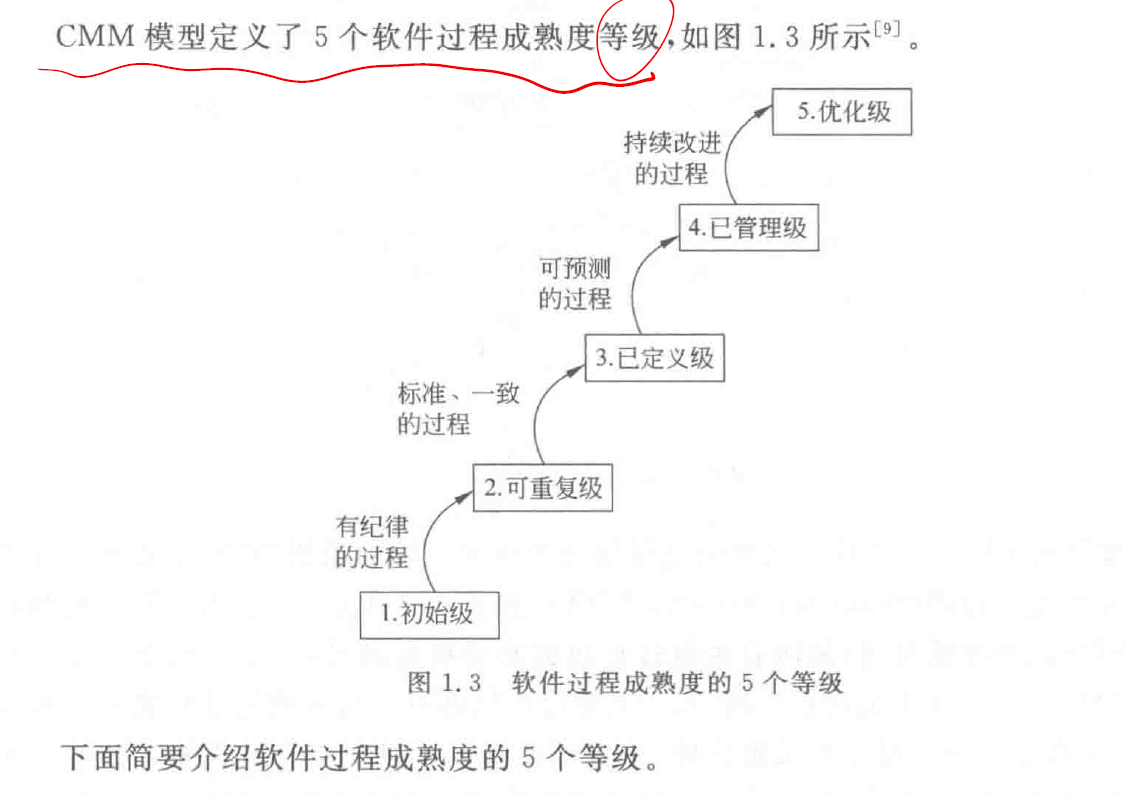 CMM 模型定义了 5 个软件过程成熟度等级,如图 1.3 所示[9]。
5.优化级
持续改进
的过程
4.已管理级
可预测
的过程
3.已定义级
标准、一致
的过程
2.可重复级
有纪律
的过程
1.初始级
图 1.3 软件过程成熟度的 5 个等级
下面简要介绍软件过程成熟度的 5 个等级。